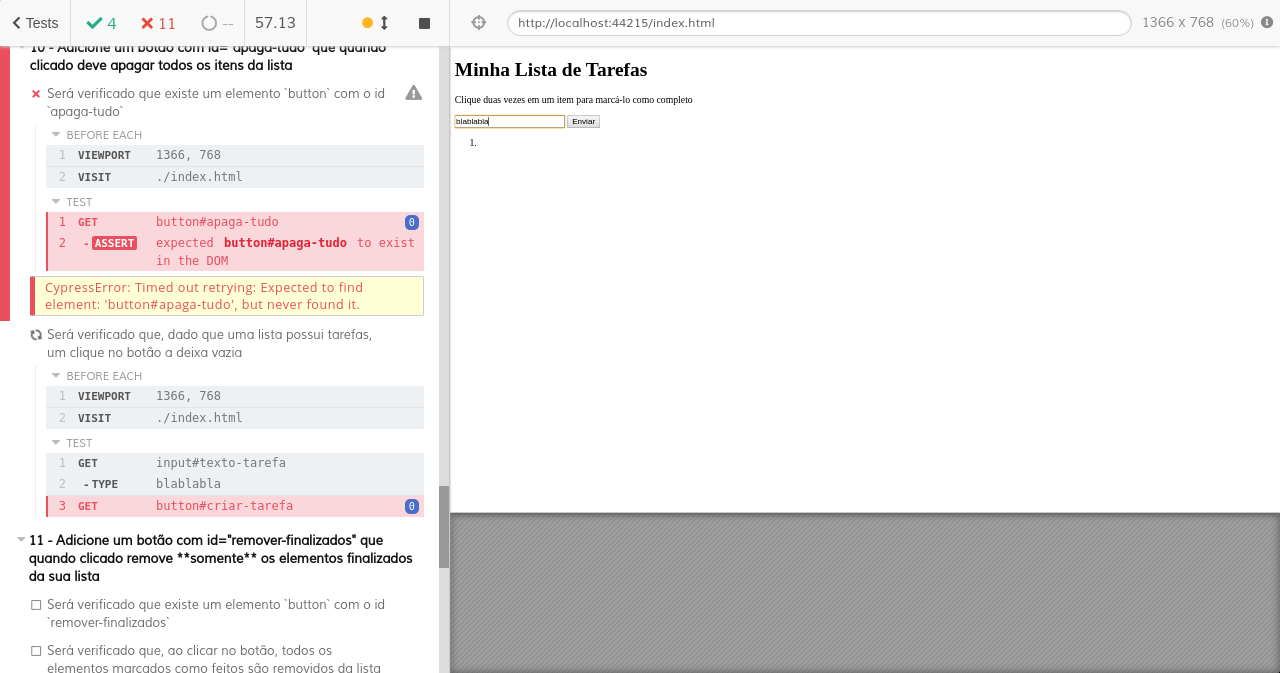 Tests
4
11
--
57.13
http://localhost:44215/index.html
1366 x 768 (60%)
10 - Adicione um botão com id="apaga-tudo" que quando
clicado deve apagar todos os itens da lista
Será verificado que existe um elemento `button` com o id
`apaga-tudo`
BEFORE EACH
1 VIEWPORT 1366, 768
2 VISIT ./index.html
TEST
1 GET button#apaga-tudo 0
2 -ASSERT expected button#apaga-tudo to exist
in the DOM
CypressError: Timed out retrying: Expected to find
element: 'button#apaga-tudo', but never found it.
Será verificado que, dado que uma lista possui tarefas,
um clique no botão a deixa vazia
BEFORE EACH
1 VIEWPORT 1366, 768
2 VISIT ./index.html
TEST
1 GET input#texto-tarefa
2 -TYPE blablabla
3 GET button#criar-tarefa 0
11 - Adicione um botão com id="remover-finalizados" que
quando clicado remove **somente** os elementos finalizados
da sua lista
Será verificado que existe um elemento `button` com o id
`remover-finalizados`
Será verificado que, ao clicar no botão, todos os
elementos marcados como feitos são removidos da lista
Minha Lista de Tarefas
Clique duas vezes em um item para marcá-lo como completo
blablabla Enviar
1.